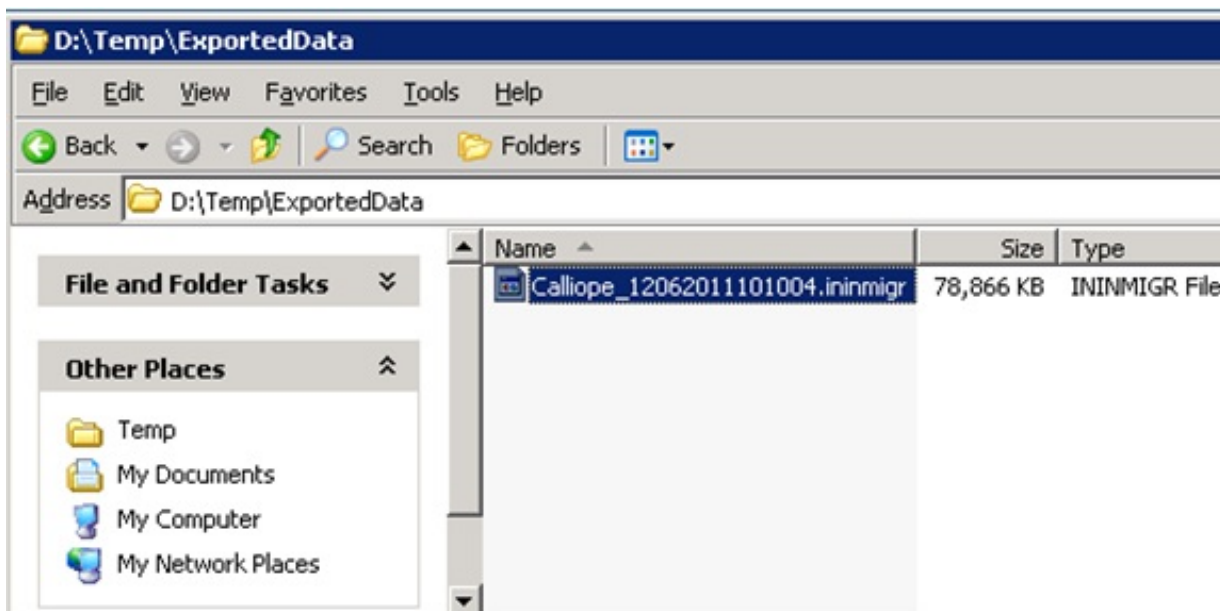 D:\Temp\ExportedData
File Edit View Favorites Tools Help
Back Search Folders
Address D:\Temp\ExportedData
Name Size Type
File and Folder Tasks
Calliope_12062011101004.ininmigr 78,866 KB ININMIGR File
Other Places
Temp
My Documents
My Computer
My Network Places